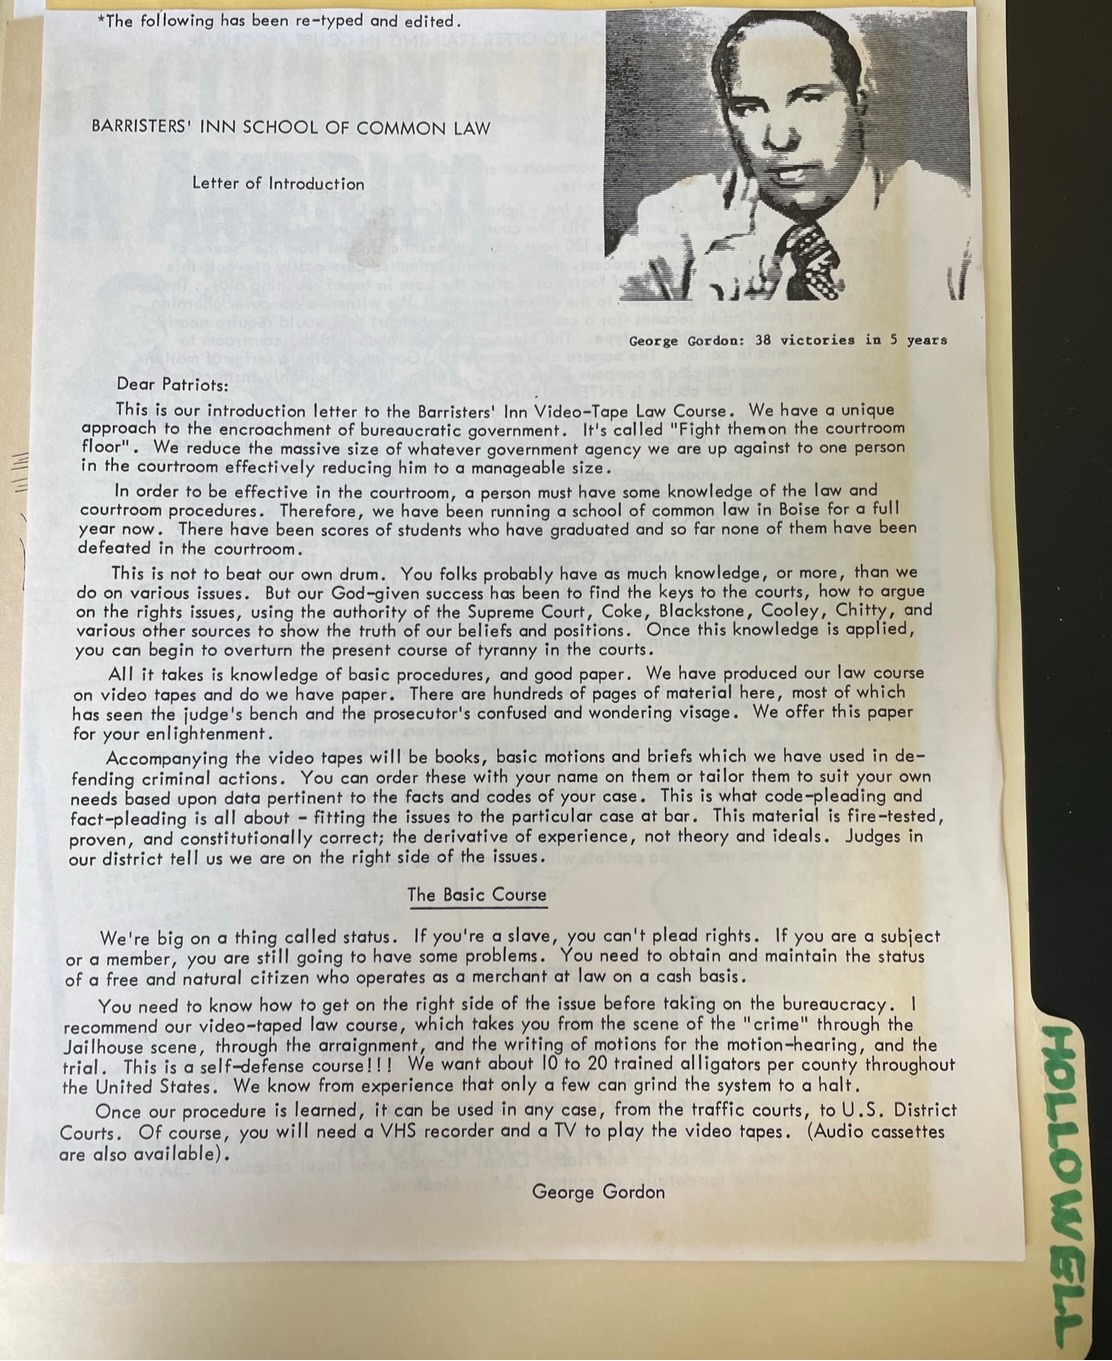 *The following has been re-typed and edited.
BARRISTERS' INN SCHOOL OF COMMON LAW
Letter of Introduction
George Gordon: 38 victories in 5 years
Dear Patriots:
This is our introduction letter to the Barristers' Inn Video-Tape Law Course. We have a unique
approach to the encroachment of bureaucratic government. It's called "Fight themon the courtroom
floor". We reduce the massive size of whatever government agency we are up against to one person
in the courtroom effectively reducing him to a manageable size.
In order to be effective in the courtroom, a person must have some knowledge of the law and
courtroom procedures. Therefore, we have been running a school of common law in Boise for a full
year now. There have been scores of students who have graduated and so far none of them have been
defeated in the courtroom.
This is not to beat our own drum. You folks probably have as much knowledge, or more, than we
do on various issues. But our God-given success has been to find the keys to the courts, how to argue
on the rights issues, using the authority of the Supreme Court, Coke, Blackstone, Cooley, Chitty, and
various other sources to show the truth of our beliefs and positions. Once this knowledge is applied,
you can begin to overturn the present course of tyranny in the courts.
All it takes is knowledge of basic procedures, and good paper. We have produced our law course
on video tapes and do we have paper. There are hundreds of pages of material here, most of which
has seen the judge's bench and the prosecutor's confused and wondering visage. We offer this paper
for your enlightenment.
Accompanying the video tapes will be books, basic motions and briefs which we have used in de-
fending criminal actions. You can order these with your name on them or tailor them to suit your own
needs based upon data pertinent to the facts and codes of your case. This is what code-pleading and
fact-pleading is all about - fitting the issues to the particular case at bar. This material is fire-tested,
proven, and constitutionally correct; the derivative of experience, not theory and ideals. Judges in
our district tell us we are on the right side of the issues.
The Basic Course
We're big on a thing called status. If you're a slave, you can't plead rights. If you are a subject
or a member, you are still going to have some problems. You need to obtain and maintain the status
of a free and natural citizen who operates as a merchant at law on a cash basis.
You need to know how to get on the right side of the issue before taking on the bureaucracy. I
recommend our video-taped law course, which takes you from the scene of the "crime" through the
Jailhouse scene, through the arraignment, and the writing of motions for the motion-hearing, and the
trial. This is a self-defense course!!! We want about 10 to 20 trained alligators per county throughout
the United States. We know from experience that only a few can grind the system to a halt.
Once our procedure is learned, it can be used in any case, from the traffic courts, to U.S. District
Courts. Of course, you will need a VHS recorder and a TV to play the video tapes. (Audio cassettes
are also available).
George Gordon
HOLLOWELL